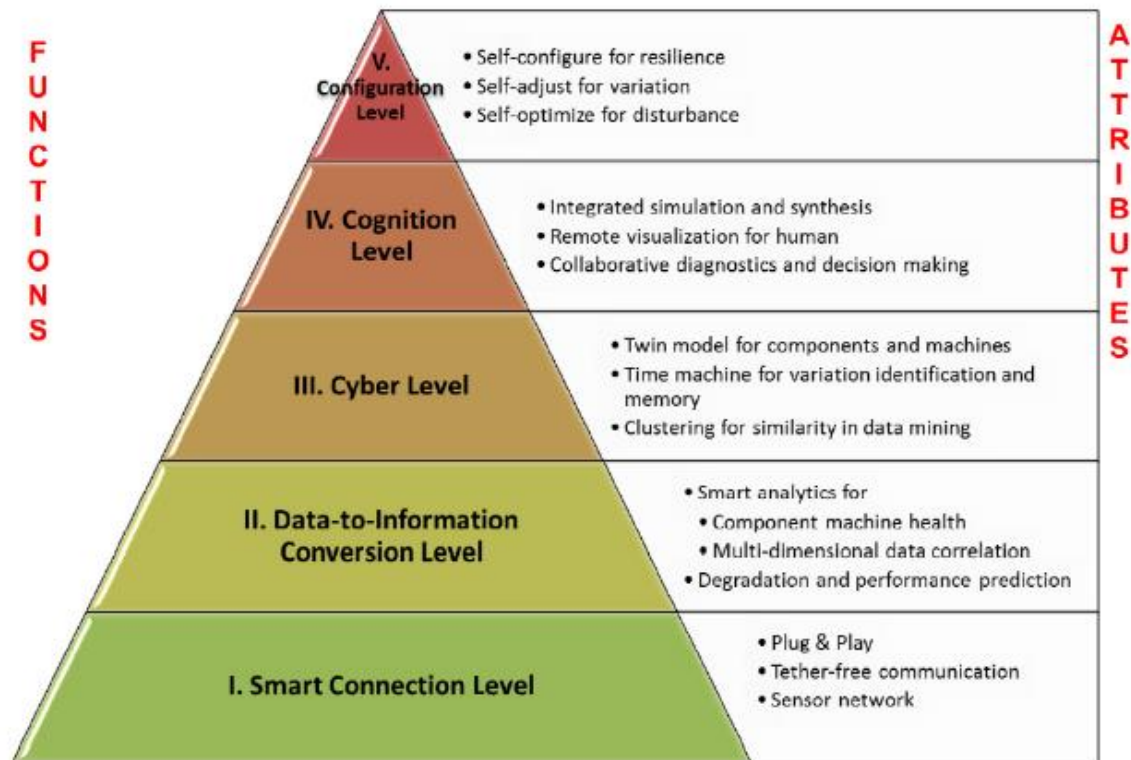 FUNCTIONS
ATTRIBUTES
V.
Configuration
Level
• Self-configure for resilience
• Self-adjust for variation
• Self-optimize for disturbance
IV. Cognition
Level
• Integrated simulation and synthesis
• Remote visualization for human
• Collaborative diagnostics and decision making
III. Cyber Level
• Twin model for components and machines
• Time machine for variation identification and
memory
• Clustering for similarity in data mining
II. Data-to-Information
Conversion Level
• Smart analytics for
• Component machine health
• Multi-dimensional data correlation
• Degradation and performance prediction
I. Smart Connection Level
• Plug & Play
• Tether-free communication
• Sensor network